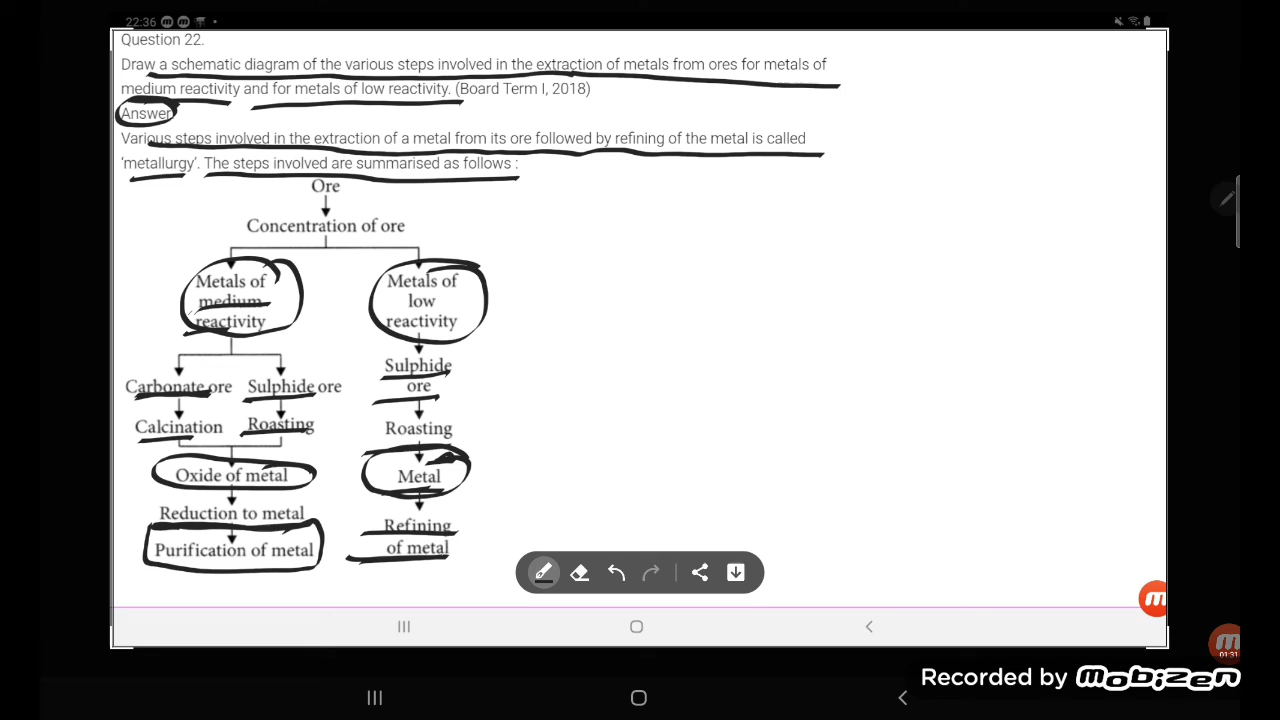 22:36
Question 22.
Draw a schematic diagram of the various steps involved in the extraction of metals from ores for metals of
medium reactivity and for metals of low reactivity. (Board Term I, 2018)
Answer
Various steps involved in the extraction of a metal from its ore followed by refining of the metal is called
‘metallurgy’. The steps involved are summarised as follows :
Ore
Concentration of ore
Metals of
medium
reactivity
Metals of
low
reactivity
Carbonate ore
Sulphide ore
Sulphide
ore
Calcination
Roasting
Roasting
Oxide of metal
Metal
Reduction to metal
Purification of metal
Refining
of metal
01:31
Recorded by mobizen